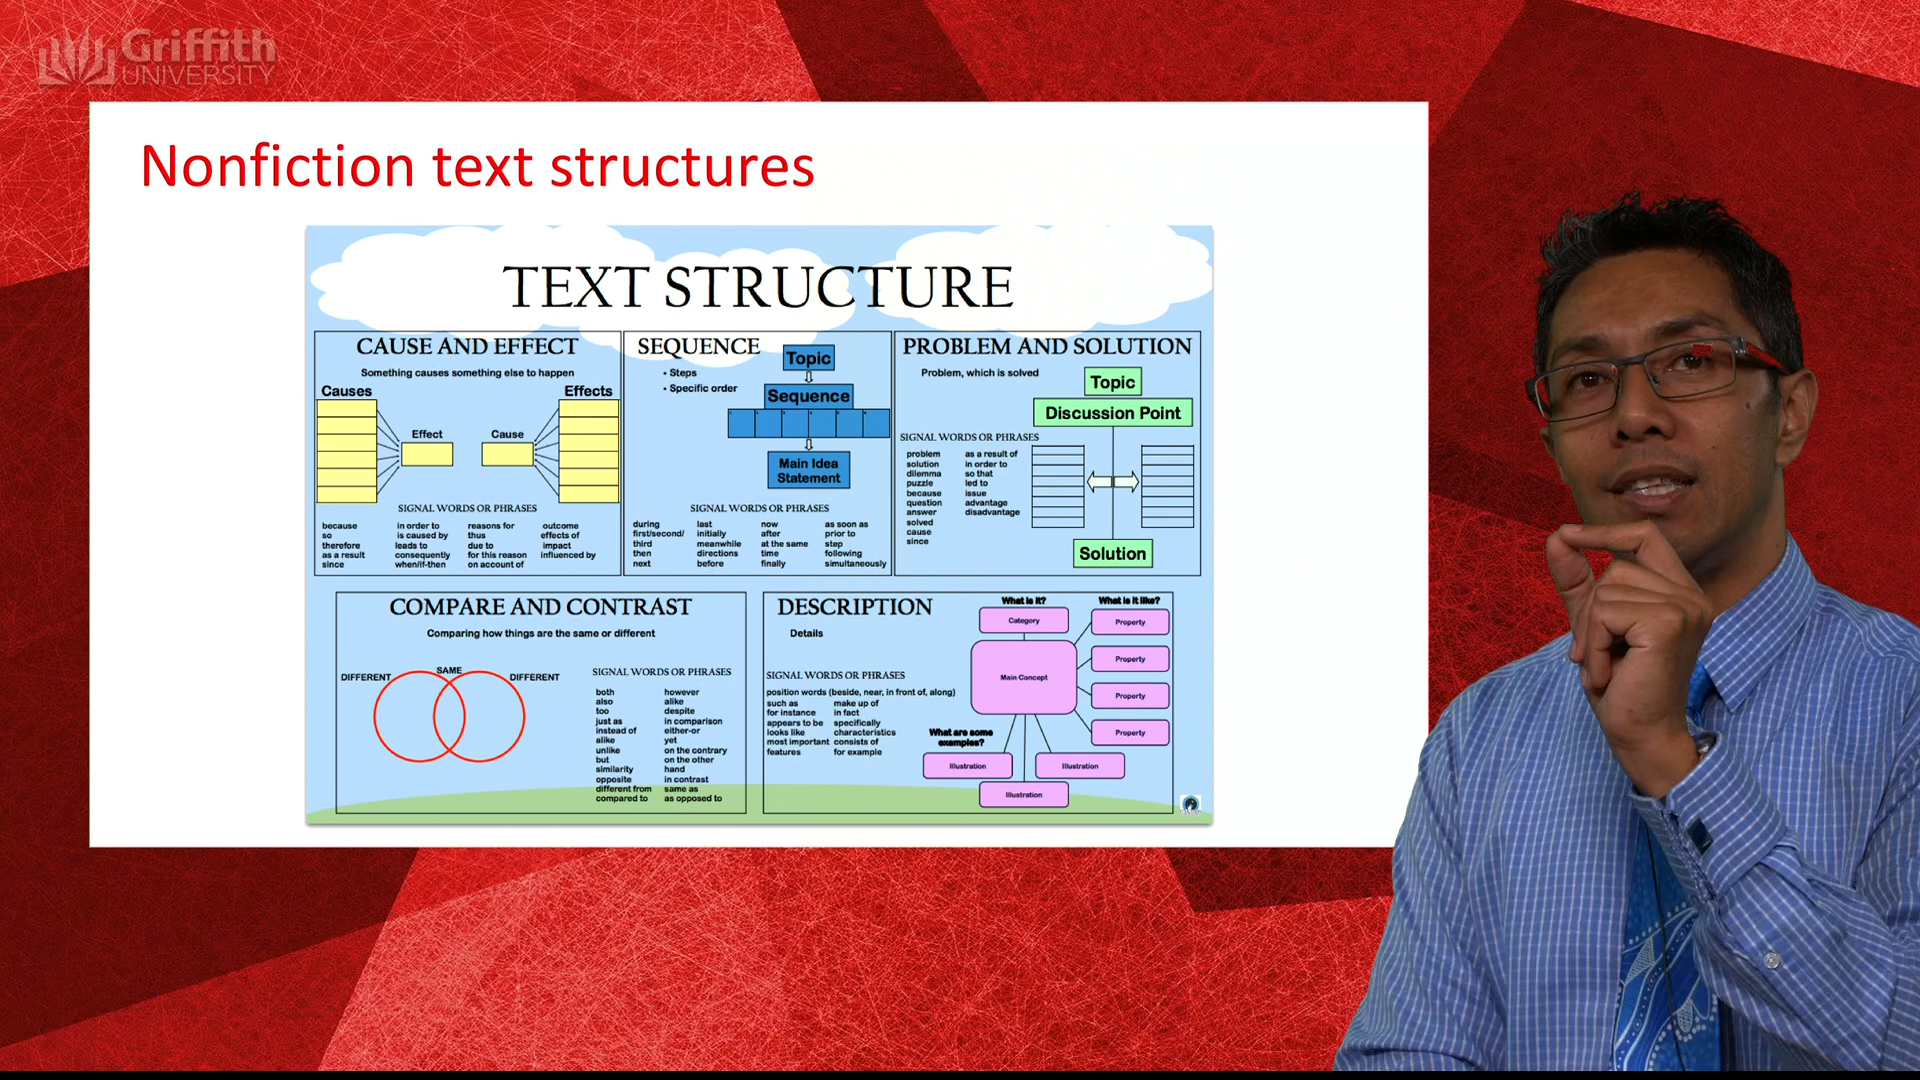 Griffith
UNIVERSITY
Nonfiction text structures
TEXT STRUCTURE
CAUSE AND EFFECT
Something causes something else to happen
Causes
Effects
Effect
Cause
SIGNAL WORDS OR PHRASES
because
so
therefore
as a result
since
in order to
is caused by
leads to
consequently
when/if-then
reasons for
thus
due to
for this reason
on account of
outcome
effects of
impact
influenced by
SEQUENCE
• Steps
• Specific order
Topic
Sequence
Main Idea
Statement
SIGNAL WORDS OR PHRASES
during
first/second/
third
then
next
last
initially
meanwhile
directions
before
now
after
at the same
time
finally
as soon as
prior to
step
following
simultaneously
PROBLEM AND SOLUTION
Problem, which is solved
Topic
Discussion Point
SIGNAL WORDS OR PHRASES
problem
solution
dilemma
puzzle
because
question
answer
solved
cause
since
as a result of
in order to
so that
led to
issue
advantage
disadvantage
Solution
COMPARE AND CONTRAST
Comparing how things are the same or different
DIFFERENT
SAME
DIFFERENT
SIGNAL WORDS OR PHRASES
both
also
too
just as
instead of
alike
unlike
but
similarity
opposite
different from
compared to
however
alike
despite
in comparison
either-or
yet
on the contrary
on the other
hand
in contrast
same as
as opposed to
DESCRIPTION
Details
SIGNAL WORDS OR PHRASES
position words (beside, near, in front of, along)
such as
for instance
appears to be
looks like
most important
features
make up of
in fact
specifically
characteristics
consists of
for example
What is it?
Category
Main Concept
What is it like?
Property
Property
Property
Property
What are some
examples?
Illustration
Illustration
Illustration